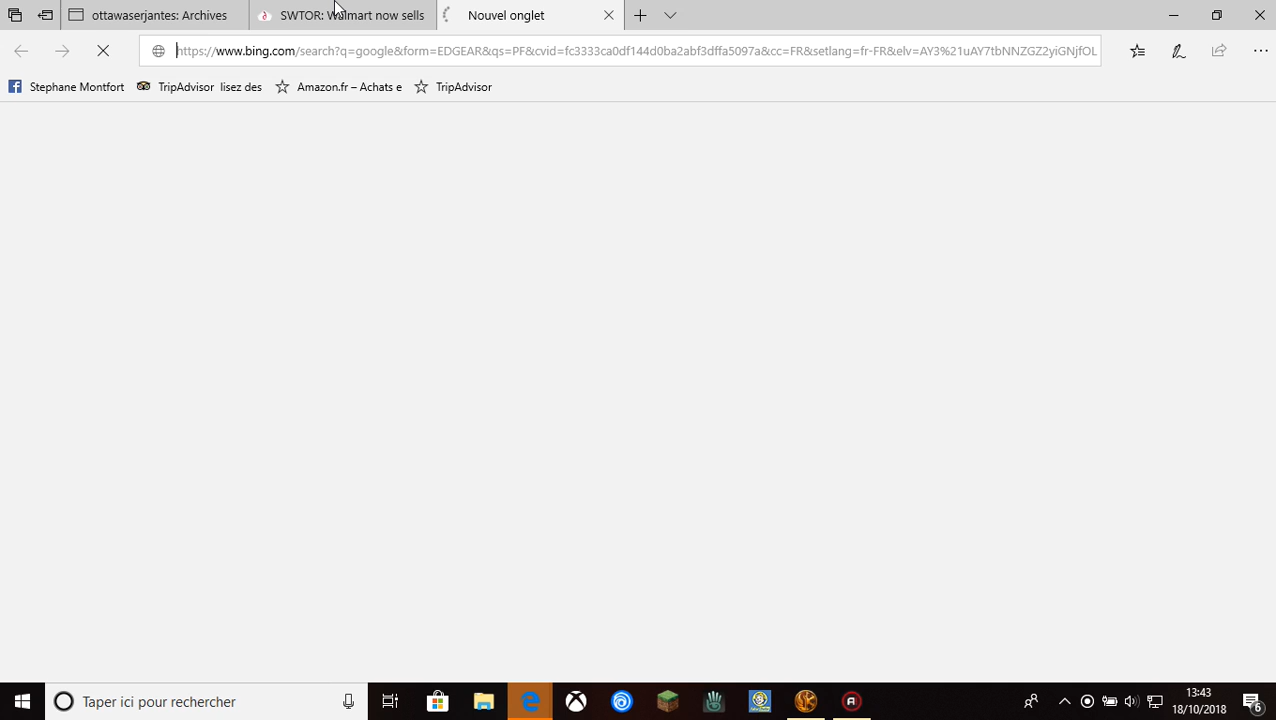 ottawaserjantes: Archives
SWTOR: Walmart now sells
Nouvel onglet
https://www.bing.com/search?q=google&form=EDGEAR&qs=PF&cvid=fc3333ca0df144d0ba2abf3dffa5097a&cc=FR&setlang=fr-FR&elv=AY3%21uAY7tbNNZGZ2yiGNjfOL
Stephane Montfort
TripAdvisor lisez des
Amazon.fr – Achats e
TripAdvisor
Taper ici pour rechercher
13:43
18/10/2018
6